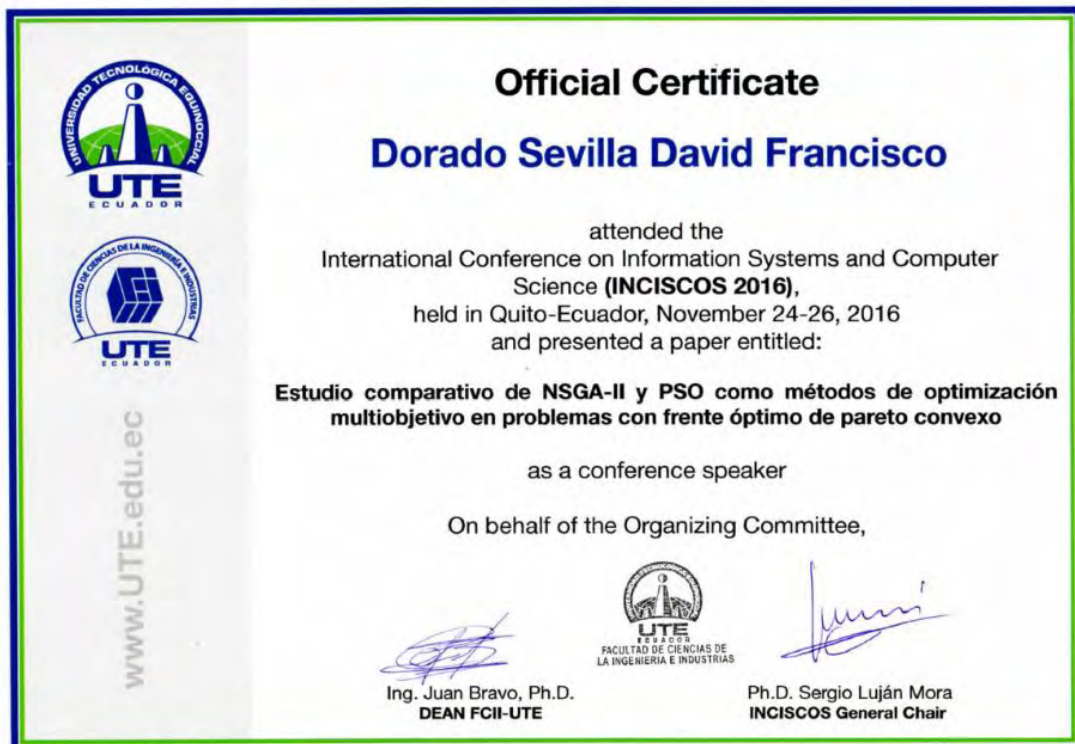 UNIVERSIDAD TECNOLÓGICA EQUINOCCIAL
UTE
ECUADOR
FACULTAD DE CIENCIAS DE LA INGENIERÍA E INDUSTRIAS
UTE
ECUADOR
www.UTE.edu.ec
Official Certificate
Dorado Sevilla David Francisco
attended the
International Conference on Information Systems and Computer
Science (INCISCOS 2016),
held in Quito-Ecuador, November 24-26, 2016
and presented a paper entitled:
Estudio comparativo de NSGA-II y PSO como métodos de optimización
multiobjetivo en problemas con frente óptimo de pareto convexo
as a conference speaker
On behalf of the Organizing Committee,
UTE
ECUADOR
FACULTAD DE CIENCIAS DE
LA INGENIERIA E INDUSTRIAS
Ing. Juan Bravo, Ph.D.
DEAN FCII-UTE
Ph.D. Sergio Luján Mora
INCISCOS General Chair